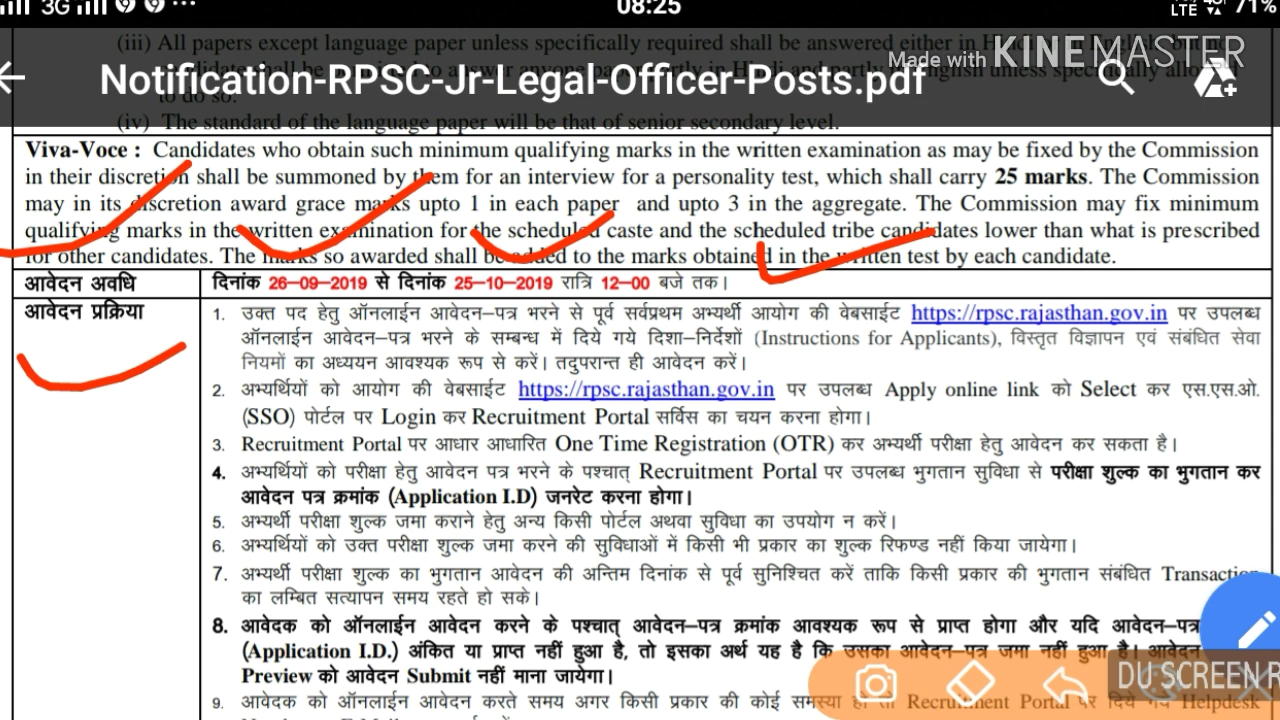 3G 08:25 LTE 71%
(iii) All papers except language paper unless specifically required shall be answered either in
Made with KINEMASTER
Notification-RPSC-Jr-Legal-Officer-Posts.pdf
to do so.
(iv) The standard of the language paper will be that of senior secondary level.
Viva-Voce : Candidates who obtain such minimum qualifying marks in the written examination as may be fixed by the Commission
in their discretion shall be summoned by them for an interview for a personality test, which shall carry 25 marks. The Commission
may in its discretion award grace marks upto 1 in each paper and upto 3 in the aggregate. The Commission may fix minimum
qualifying marks in the written examination for the scheduled caste and the scheduled tribe candidates lower than what is prescribed
for other candidates. The marks so awarded shall be added to the marks obtained in the written test by each candidate.
आवेदन अवधि दिनांक 26-09-2019 से दिनांक 25-10-2019 रात्रि 12-00 बजे तक।
आवेदन प्रक्रिया 1. उक्त पद हेतु ऑनलाईन आवेदन–पत्र भरने से पूर्व सर्वप्रथम अभ्यर्थी आयोग की वेबसाईट https://rpsc.rajasthan.gov.in पर उपलब्ध
ऑनलाईन आवेदन–पत्र भरने के सम्बन्ध में दिये गये दिशा–निर्देशों (Instructions for Applicants), विस्तृत विज्ञापन एवं संबंधित सेवा
नियमों का अध्ययन आवश्यक रूप से करें। तदुपरान्त ही आवेदन करें।
2. अभ्यर्थियों को आयोग की वेबसाईट https://rpsc.rajasthan.gov.in पर उपलब्ध Apply online link को Select कर एस.एस.ओ.
(SSO) पोर्टल पर Login कर Recruitment Portal सर्विस का चयन करना होगा।
3. Recruitment Portal पर आधार आधारित One Time Registration (OTR) कर अभ्यर्थी परीक्षा हेतु आवेदन कर सकता है।
4. अभ्यर्थियों को परीक्षा हेतु आवेदन पत्र भरने के पश्चात् Recruitment Portal पर उपलब्ध भुगतान सुविधा से परीक्षा शुल्क का भुगतान कर
आवेदन पत्र क्रमांक (Application I.D) जनरेट करना होगा।
5. अभ्यर्थी परीक्षा शुल्क जमा कराने हेतु अन्य किसी पोर्टल अथवा सुविधा का उपयोग न करें।
6. अभ्यर्थियों को उक्त परीक्षा शुल्क जमा करने की सुविधाओं में किसी भी प्रकार का शुल्क रिफण्ड नहीं किया जायेगा।
7. अभ्यर्थी परीक्षा शुल्क का भुगतान आवेदन की अन्तिम दिनांक से पूर्व सुनिश्चित करें ताकि किसी प्रकार की भुगतान संबंधित Transaction
का लम्बित सत्यापन समय रहते हो सके।
8. आवेदक को ऑनलाईन आवेदन करने के पश्चात् आवेदन–पत्र क्रमांक आवश्यक रूप से प्राप्त होगा और यदि आवेदन–पत्र
(Application I.D.) अंकित या प्राप्त नहीं हुआ है, तो इसका अर्थ यह है कि उसका आवेदन–पत्र जमा नहीं हुआ है। आवेदन
Preview को आवेदन Submit नहीं माना जायेगा।
DU SCREEN R
9. आवेदक को ऑनलाईन आवेदन करते समय अगर किसी प्रकार की कोई समस्या हो तो Recruitment Portal पर दिये गये Helpdesk